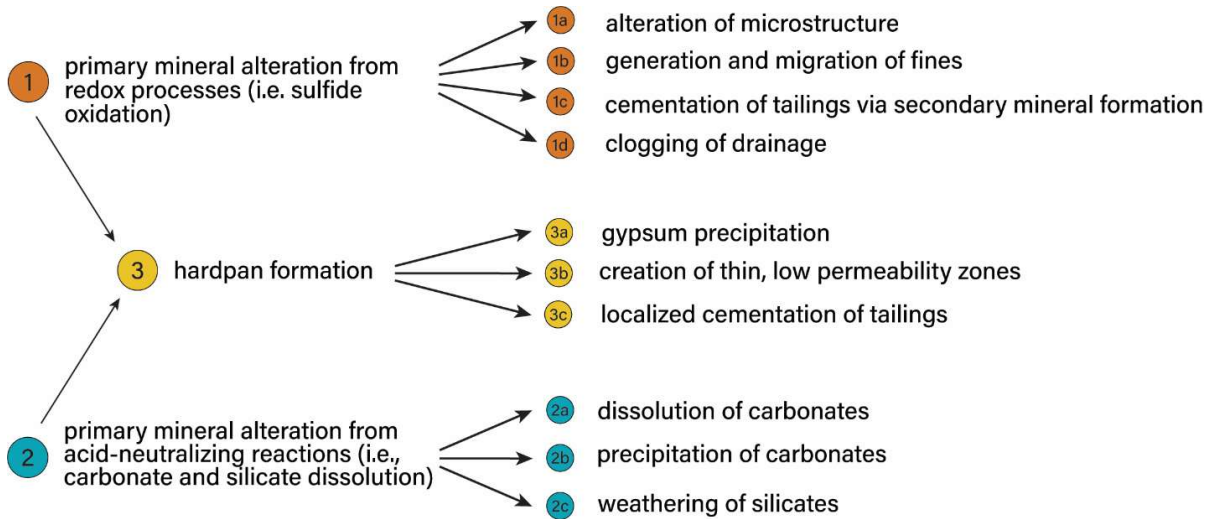 1
primary mineral alteration from
redox processes (i.e. sulfide
oxidation)
1a
alteration of microstructure
1b
generation and migration of fines
1c
cementation of tailings via secondary mineral formation
1d
clogging of drainage
3
hardpan formation
3a
gypsum precipitation
3b
creation of thin, low permeability zones
3c
localized cementation of tailings
2
primary mineral alteration from
acid-neutralizing reactions (i.e.,
carbonate and silicate dissolution)
2a
dissolution of carbonates
2b
precipitation of carbonates
2c
weathering of silicates